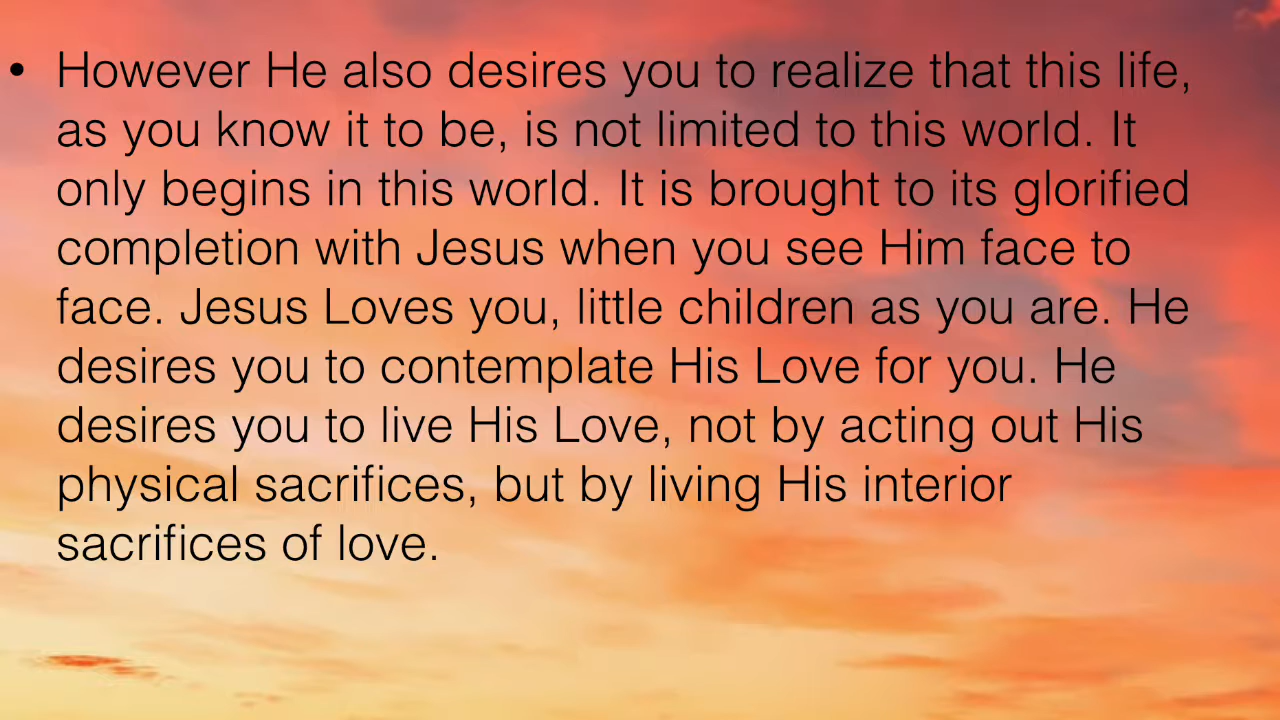 • However He also desires you to realize that this life,
as you know it to be, is not limited to this world. It
only begins in this world. It is brought to its glorified
completion with Jesus when you see Him face to
face. Jesus Loves you, little children as you are. He
desires you to contemplate His Love for you. He
desires you to live His Love, not by acting out His
physical sacrifices, but by living His interior
sacrifices of love.